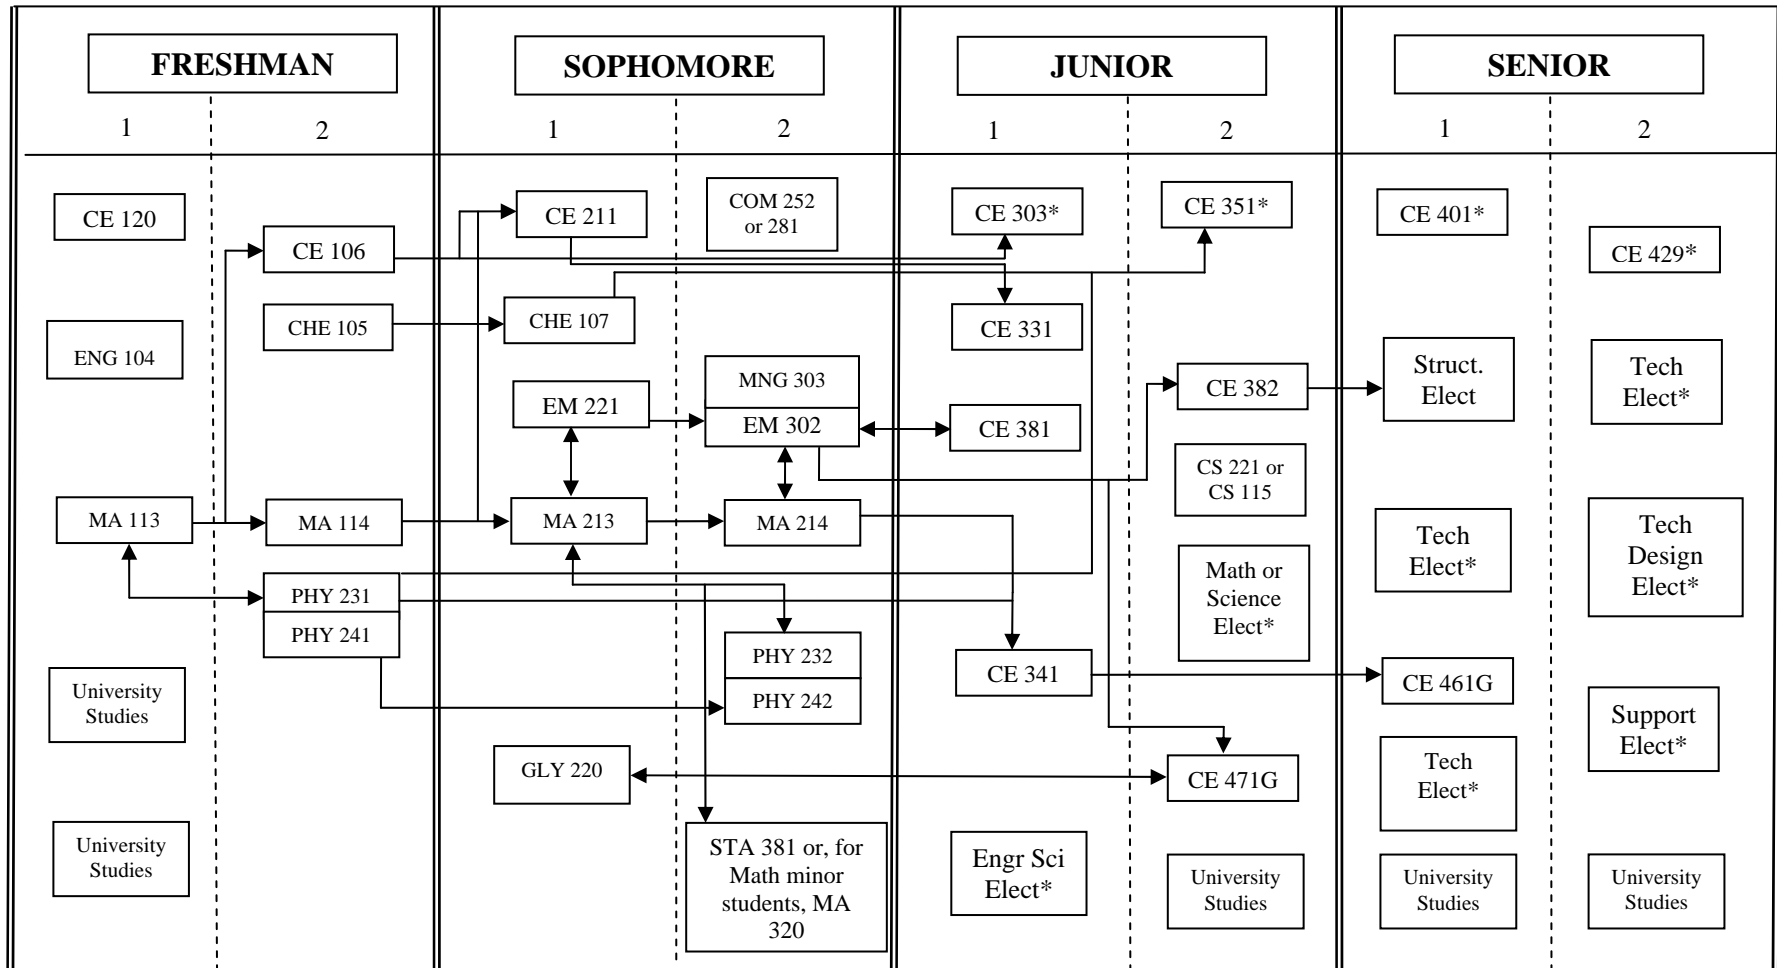 FRESHMAN
SOPHOMORE
JUNIOR
SENIOR
1
2
1
2
1
2
1
2
CE 120
ENG 104
MA 113
University
Studies
University
Studies
CE 106
CHE 105
MA 114
PHY 231
PHY 241
CE 211
CHE 107
EM 221
MA 213
GLY 220
COM 252
or 281
MNG 303
EM 302
MA 214
PHY 232
PHY 242
STA 381 or, for
Math minor
students, MA
320
CE 303*
CE 331
CE 381
CE 341
Engr Sci
Elect*
CE 351*
CE 382
CS 221 or
CS 115
Math or
Science
Elect*
CE 471G
University
Studies
CE 401*
Struct.
Elect
Tech
Elect*
CE 461G
Tech
Elect*
University
Studies
CE 429*
Tech
Elect*
Tech
Design
Elect*
Support
Elect*
University
Studies